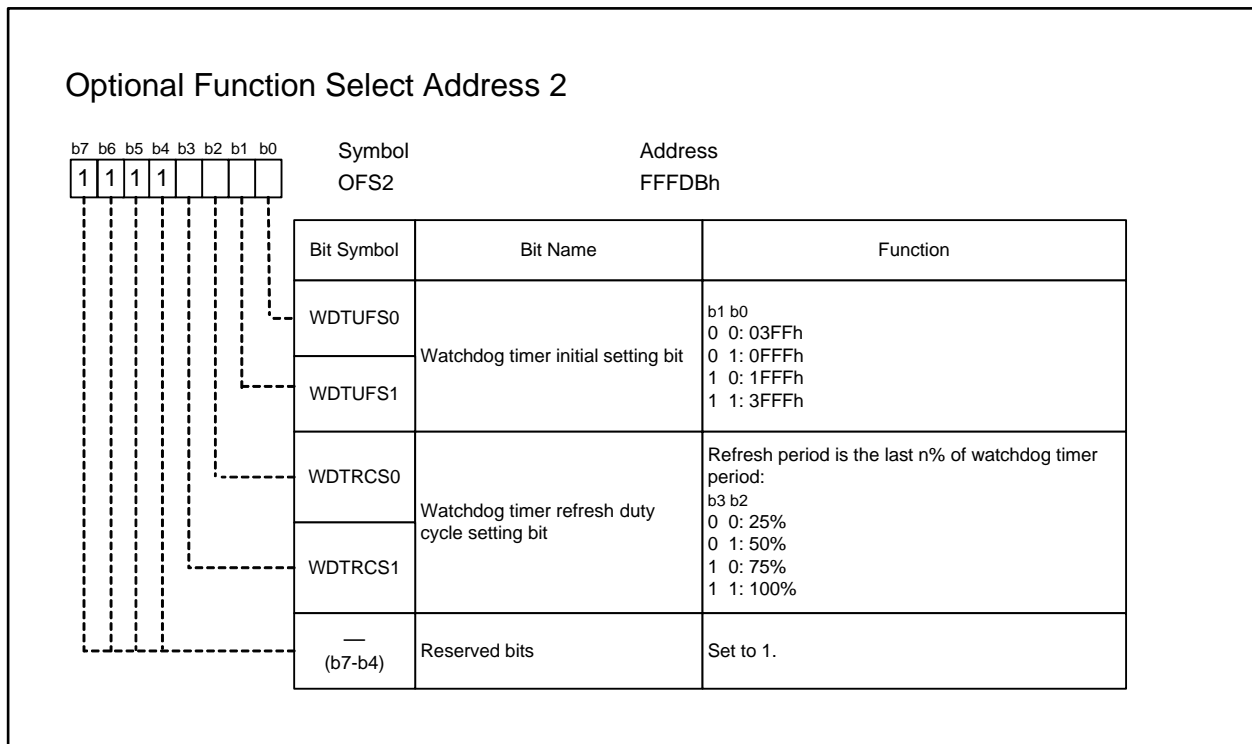 Optional Function Select Address 2
b7 b6 b5 b4 b3 b2 b1 b0
Symbol
Address
1 1 1 1
OFS2
FFFDBh
Bit Symbol
Bit Name
Function
WDTUFS0
WDTUFS1
Watchdog timer initial setting bit
b1 b0
0 0: 03FFh
0 1: 0FFFh
1 0: 1FFFh
1 1: 3FFFh
WDTRCS0
WDTRCS1
Watchdog timer refresh duty
cycle setting bit
Refresh period is the last n% of watchdog timer
period:
b3 b2
0 0: 25%
0 1: 50%
1 0: 75%
1 1: 100%
—
(b7-b4)
Reserved bits
Set to 1.